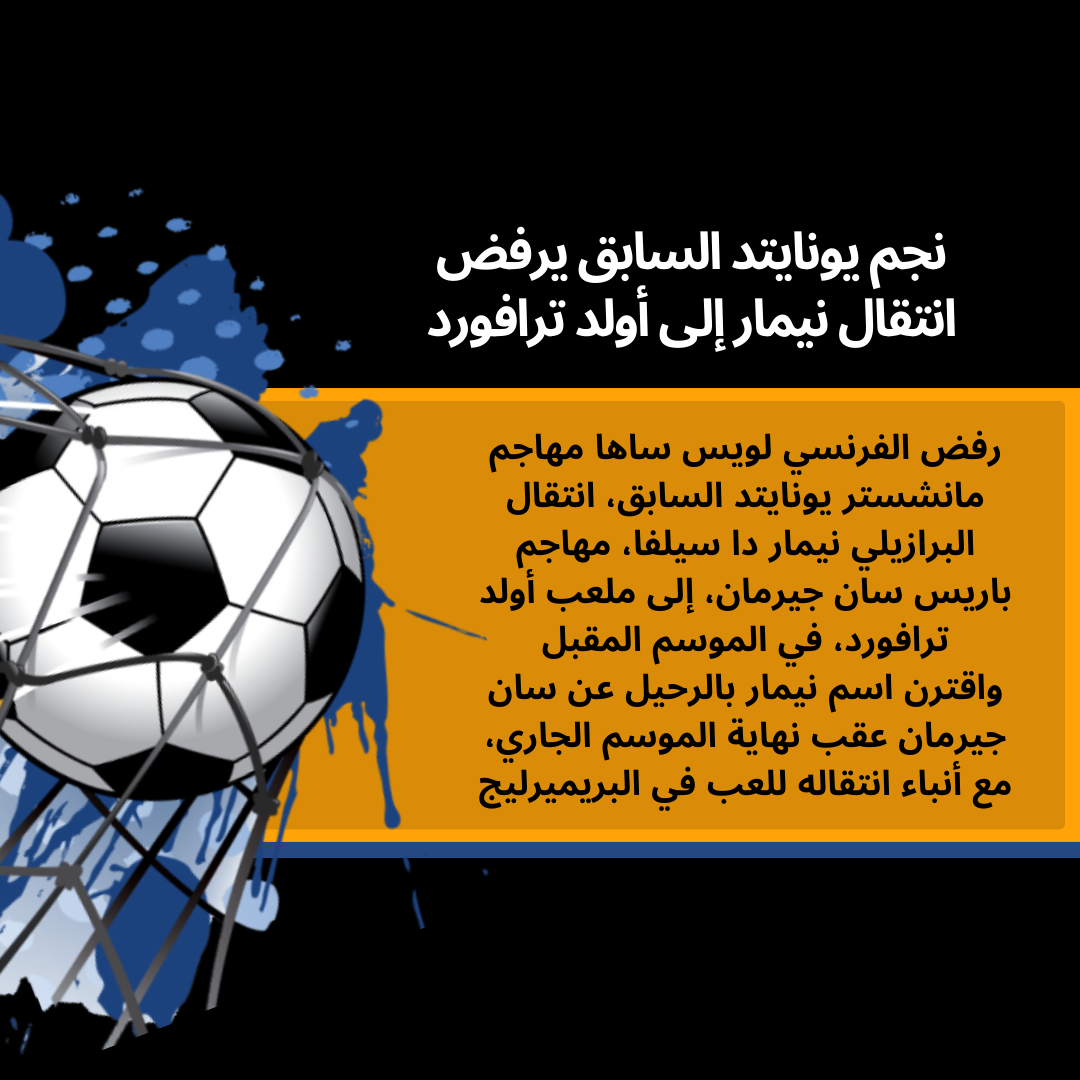 نجم يونايتد السابق يرفض
انتقال نيمار إلى أولد ترافورد
رفض الفرنسي لويس ساها مهاجم
مانشستر يونايتد السابق، انتقال
البرازيلي نيمار دا سيلفا، مهاجم
باريس سان جيرمان، إلى ملعب أولد
ترافورد، في الموسم المقبل
واقترن اسم نيمار بالرحيل عن سان
جيرمان عقب نهاية الموسم الجاري،
مع أنباء انتقاله للعب في البريميرليج